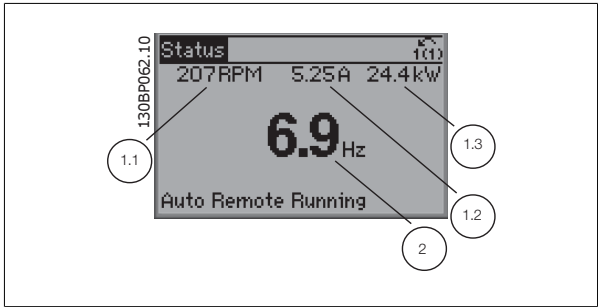 130BP062.10
Status 1(1)
207RPM 5.25A 24.4kW
1.1
6.9Hz
1.3
1.2
Auto Remote Running
2